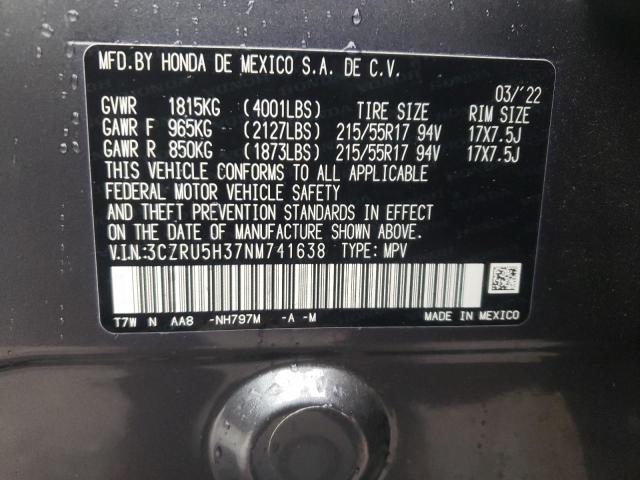 MFD.BY HONDA DE MEXICO S.A. DE C.V.
03/'22
GVWR 1815KG (4001LBS) TIRE SIZE RIM SIZE
GAWR F 965KG (2127LBS) 215/55R17 94V 17X7.5J
GAWR R 850KG (1873LBS) 215/55R17 94V 17X7.5J
THIS VEHICLE CONFORMS TO ALL APPLICABLE
FEDERAL MOTOR VEHICLE SAFETY
AND THEFT PREVENTION STANDARDS IN EFFECT
ON THE DATE OF MANUFACTURE SHOWN ABOVE.
V.I.N.:3CZRU5H37NM741638 TYPE: MPV
T7W N AA8 -NH797M -A -M MADE IN MEXICO